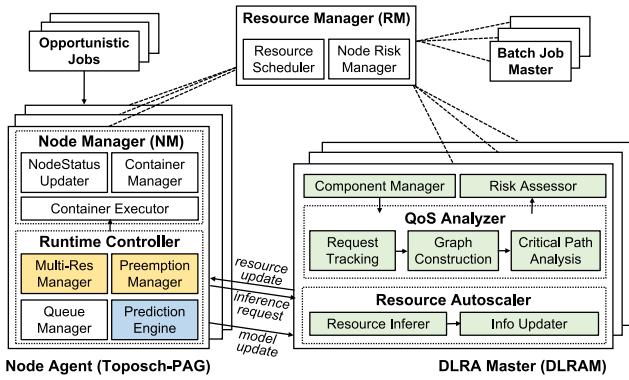 Resource Manager (RM)
Resource
Scheduler
Node Risk
Manager
Opportunistic
Jobs
Batch Job
Master
Node Manager (NM)
NodeStatus
Updater
Container
Manager
Container Executor
Runtime Controller
Multi-Res
Manager
Preemption
Manager
Queue
Manager
Prediction
Engine
Node Agent (Toposch-PAG)
resource
update
inference
request
model
update
Component Manager
Risk Assessor
QoS Analyzer
Request
Tracking
Graph
Construction
Critical Path
Analysis
Resource Autoscaler
Resource Inferer
Info Updater
DLRA Master (DLRAM)